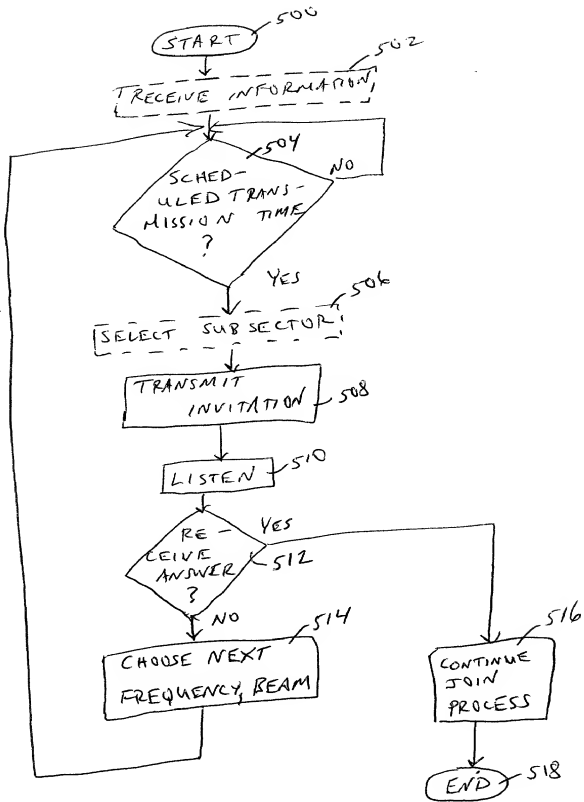 500
START
502
RECEIVE INFORMATION
504
NO
SCHED-
ULED TRANS-
MISSION TIME
?
YES
506
SELECT SUBSECTOR
TRANSMIT
INVITATION
508
LISTEN
510
RE-
CEIVE
ANSWER
?
YES
512
NO
514
CHOOSE NEXT
FREQUENCY, BEAM
516
CONTINUE
JOIN
PROCESS
END
518